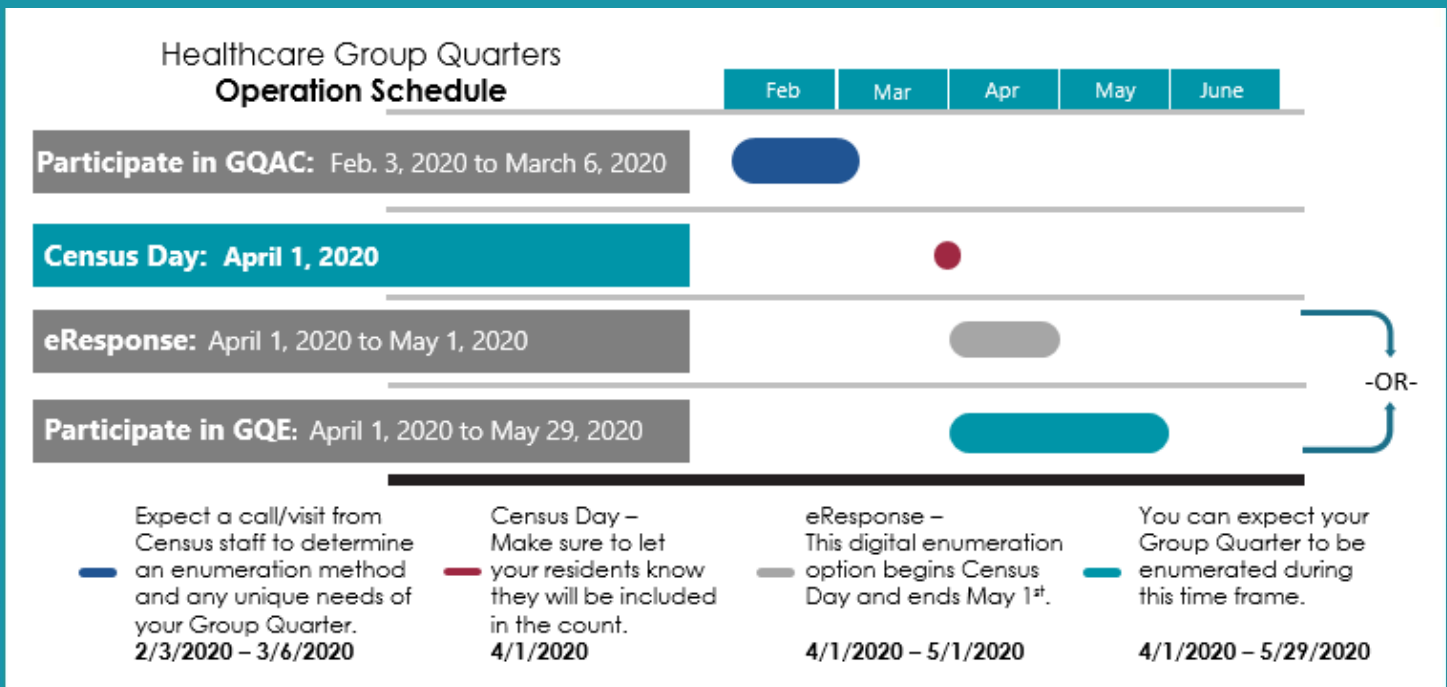 Healthcare Group Quarters
Operation Schedule
Feb Mar Apr May June
Participate in GQAC: Feb. 3, 2020 to March 6, 2020
Census Day: April 1, 2020
eResponse: April 1, 2020 to May 1, 2020
-OR-
Participate in GQE: April 1, 2020 to May 29, 2020
Expect a call/visit from
Census staff to determine
an enumeration method
and any unique needs of
your Group Quarter.
2/3/2020 – 3/6/2020
Census Day –
Make sure to let
your residents know
they will be included
in the count.
4/1/2020
eResponse –
This digital enumeration
option begins Census
Day and ends May 1st.
4/1/2020 – 5/1/2020
You can expect your
Group Quarter to be
enumerated during
this time frame.
4/1/2020 – 5/29/2020